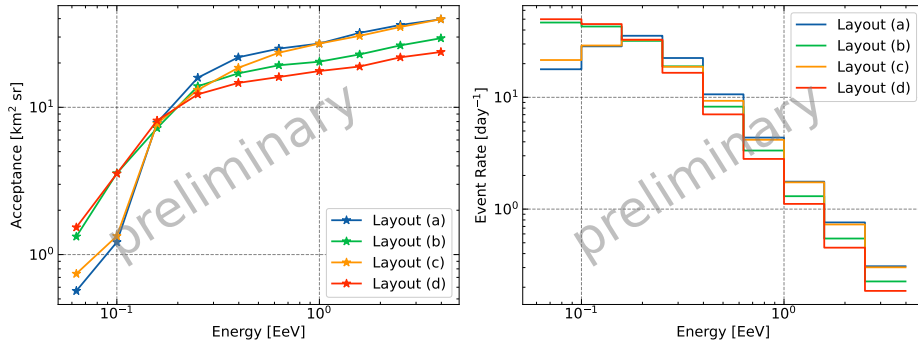 Acceptance [km² sr]
10¹
10⁰
preliminary
Layout (a)
Layout (b)
Layout (c)
Layout (d)
10⁻¹
10⁰
Energy [EeV]
Event Rate [day⁻¹]
10¹
10⁰
preliminary
Layout (a)
Layout (b)
Layout (c)
Layout (d)
10⁻¹
10⁰
Energy [EeV]